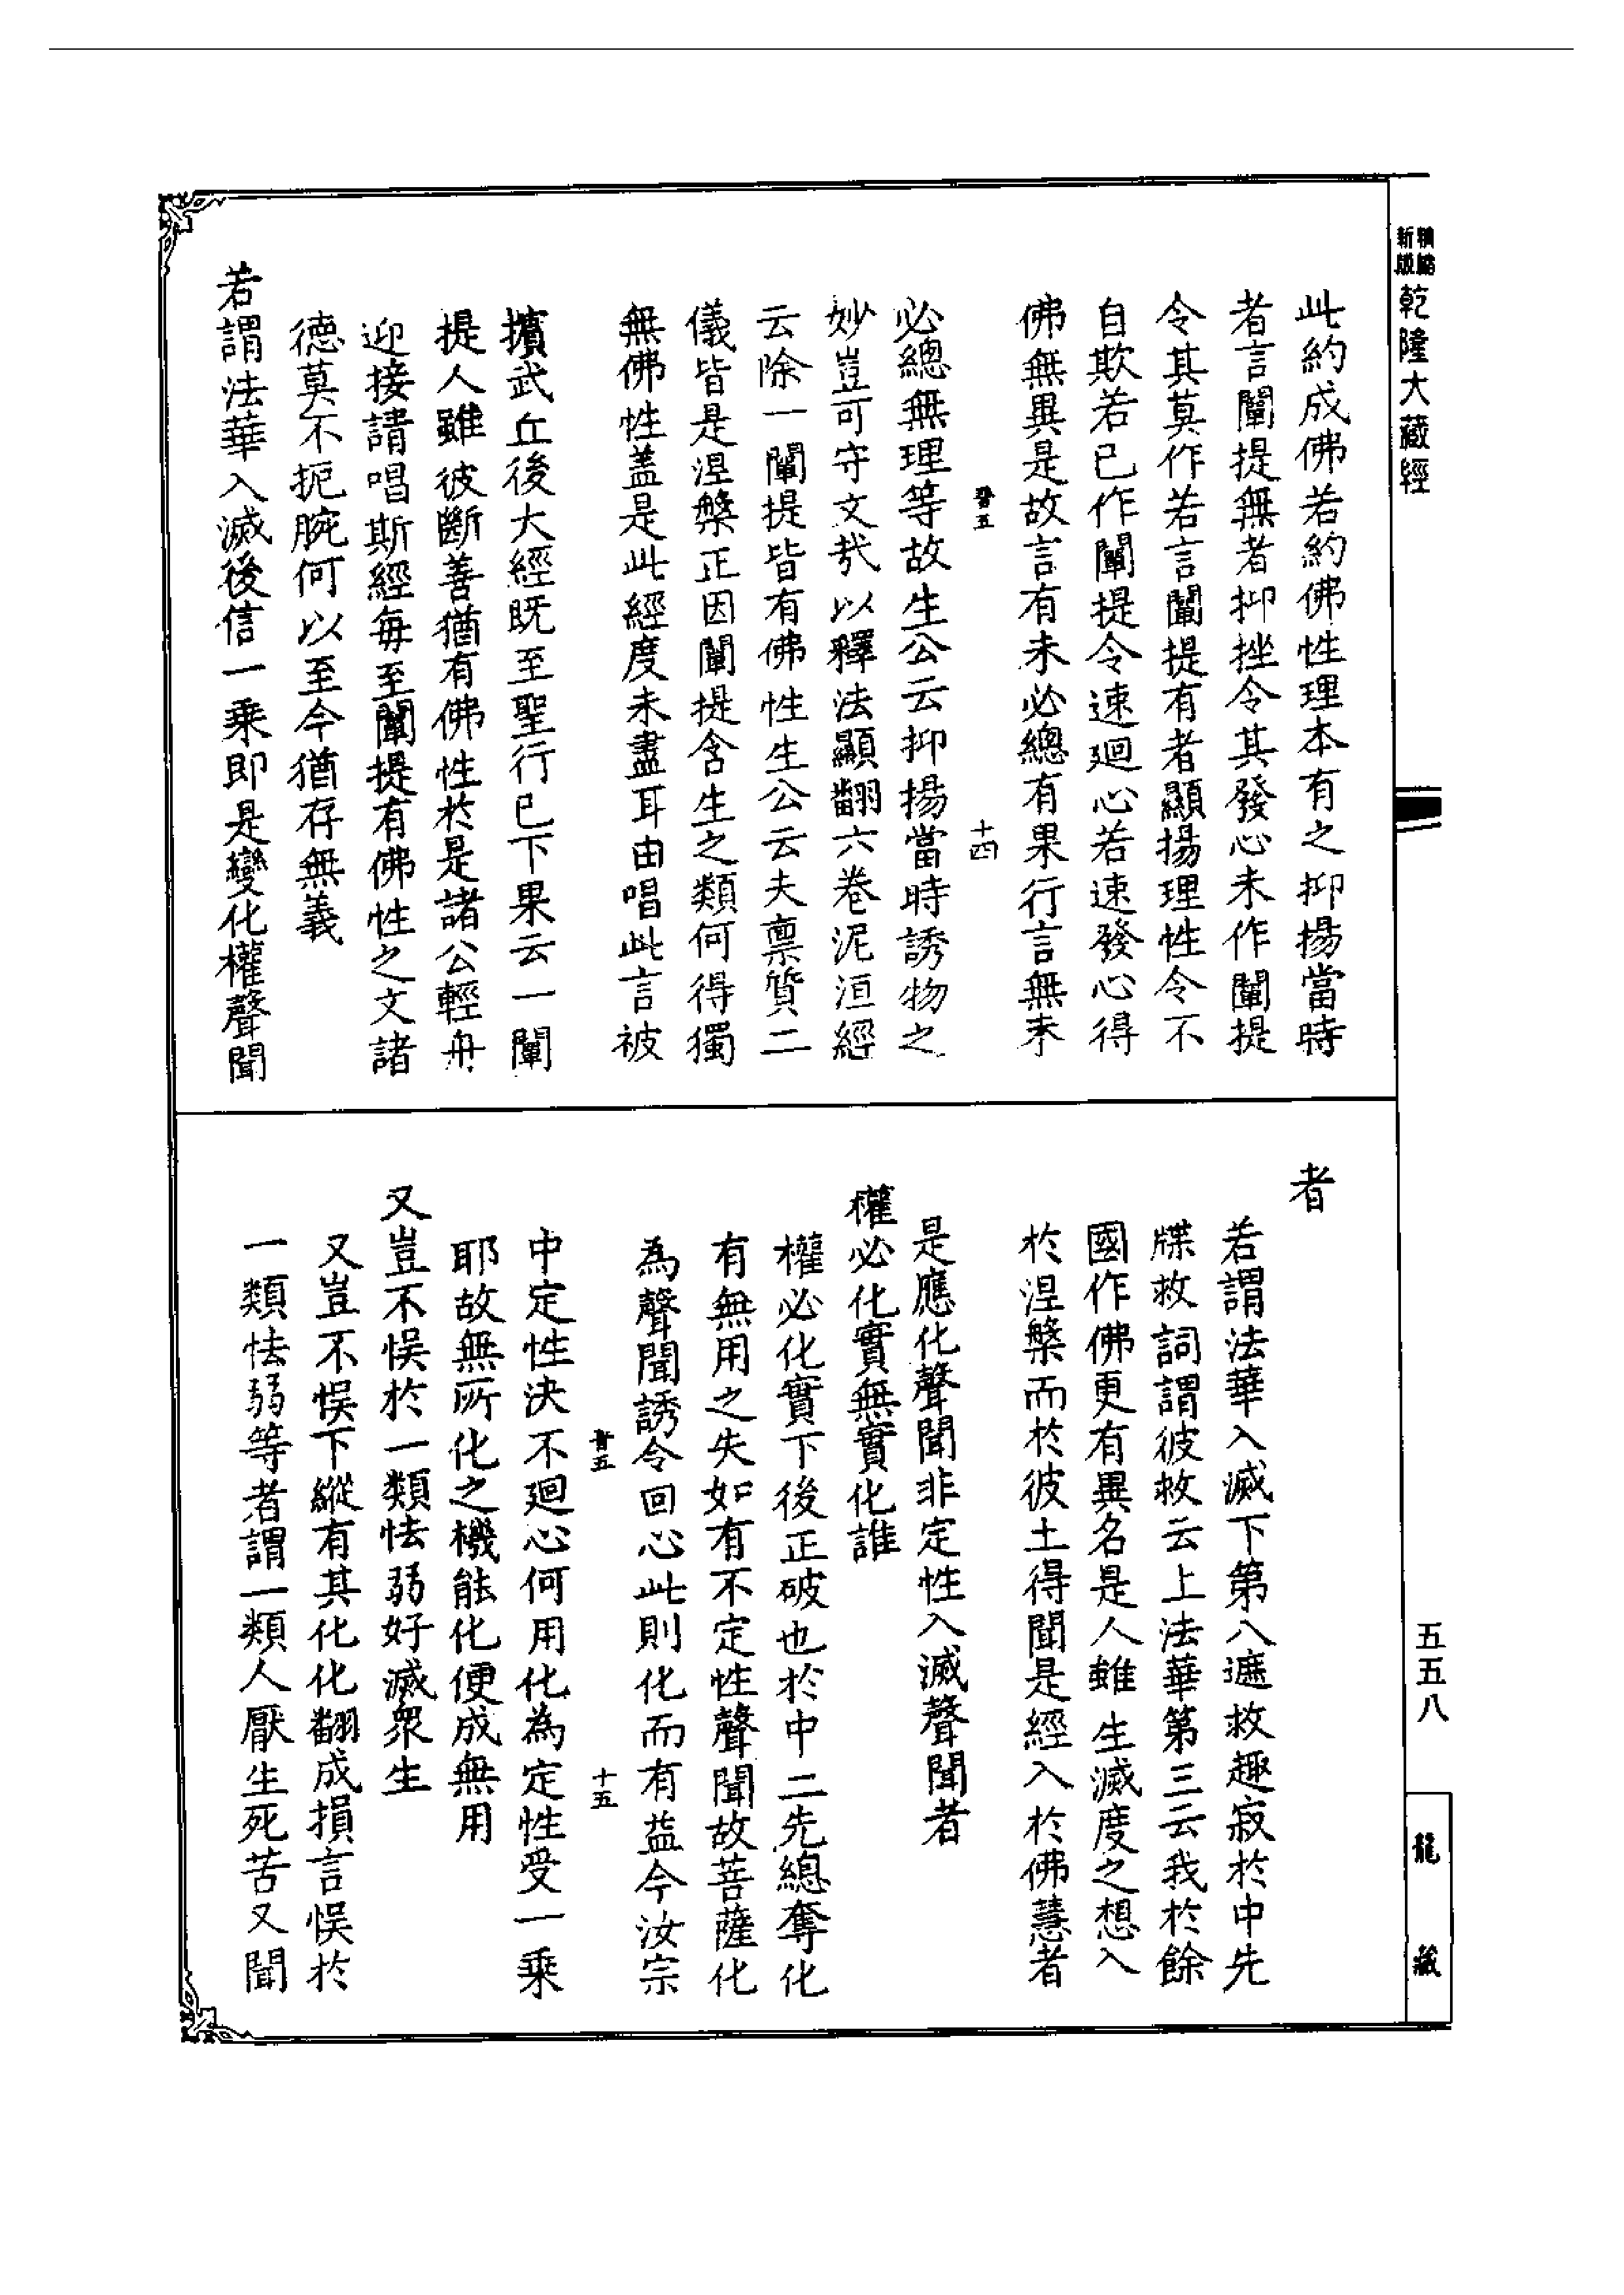 新版
精縮
乾隆大藏經
此約成佛若約佛性理本有之抑揚當時
者言闡提無者抑挫令其發心未作闡提
令其莫作若言闡提有者顯揚理性令不
自欺若已作闡提令速迴心若速發心得
佛無異是故言有未必總有果行言無未
晉五
十四
必總無理等故生公云抑揚當時誘物之
妙豈可守文哉以釋法顯翻六卷泥洹經
云除一闡提皆有佛性生公云夫禀質二
儀皆是涅槃正因闡提含生之類何得獨
無佛性盖是此經度未盡耳由唱此言被
擯武丘後大經既至聖行已下果云一闡
提人雖彼斷善猶有佛性於是諸公輕舟
迎接請唱斯經每至闡提有佛性之文諸
德莫不扼腕何以至今猶存無義
若謂法華入滅後信一乘即是變化權聲聞
者
若謂法華入滅下第八遮救趣寂於中先
牒救詞謂彼救云上法華第三云我於餘
國作佛更有異名是人雖生滅度之想入
於涅槃而於彼土得聞是經入於佛慧者
是應化聲聞非定性入滅聲聞者
權必化實無實化誰
權必化實下後正破也於中二先總奪化
有無用之失如有不定性聲聞故菩薩化
為聲聞誘令回心此則化而有益今汝宗
晉五
十五
中定性決不迴心何用化為定性受一乘
耶故無所化之機能化便成無用
又豈不悞於一類怯弱好滅眾生
又豈不悞下縱有其化化翻成損言悞於
一類怯弱等者謂一類人厭生死苦又聞
五五八
龍
藏